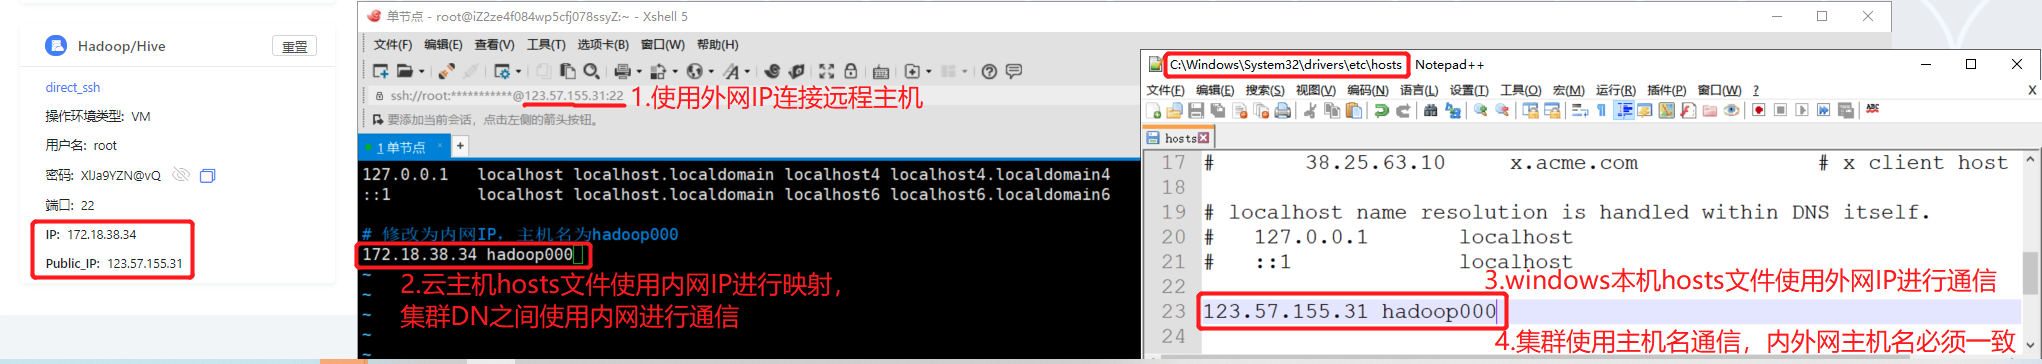 Hadoop/Hive
重置
direct_ssh
操作环境类型: VM
用户名: root
密码: XlJa9YZN@vQ
端口: 22
IP: 172.18.38.34
Public_IP: 123.57.155.31
单节点 - root@iZ2ze4f084wp5cfj078ssyZ:~ - Xshell 5
文件(F) 编辑(E) 查看(V) 工具(T) 选项卡(B) 窗口(W) 帮助(H)
ssh://root:***********@123.57.155.31:22
1.使用外网IP连接远程主机
要添加当前会话，点击左侧的箭头按钮。
1 单节点
127.0.0.1 localhost localhost.localdomain localhost4 localhost4.localdomain4
::1 localhost localhost.localdomain localhost6 localhost6.localdomain6
# 修改为内网IP，主机名为hadoop000
172.18.38.34 hadoop000
~
2.云主机hosts文件使用内网IP进行映射，
~
集群DN之间使用内网进行通信
~
~
~
C:\Windows\System32\drivers\etc\hosts Notepad++
文件(F) 编辑(E) 搜索(S) 视图(V) 编码(N) 语言(L) 设置(T) 工具(O) 宏(M) 运行(R) 插件(P) 窗口(W) ? X
hosts
17 # 38.25.63.10 x.acme.com # x client host
18
19 # localhost name resolution is handled within DNS itself.
20 # 127.0.0.1 localhost
21 # ::1 localhost
22
3.windows本机hosts文件使用外网IP进行通信
23 123.57.155.31 hadoop000
24
4.集群使用主机名通信，内外网主机名必须一致